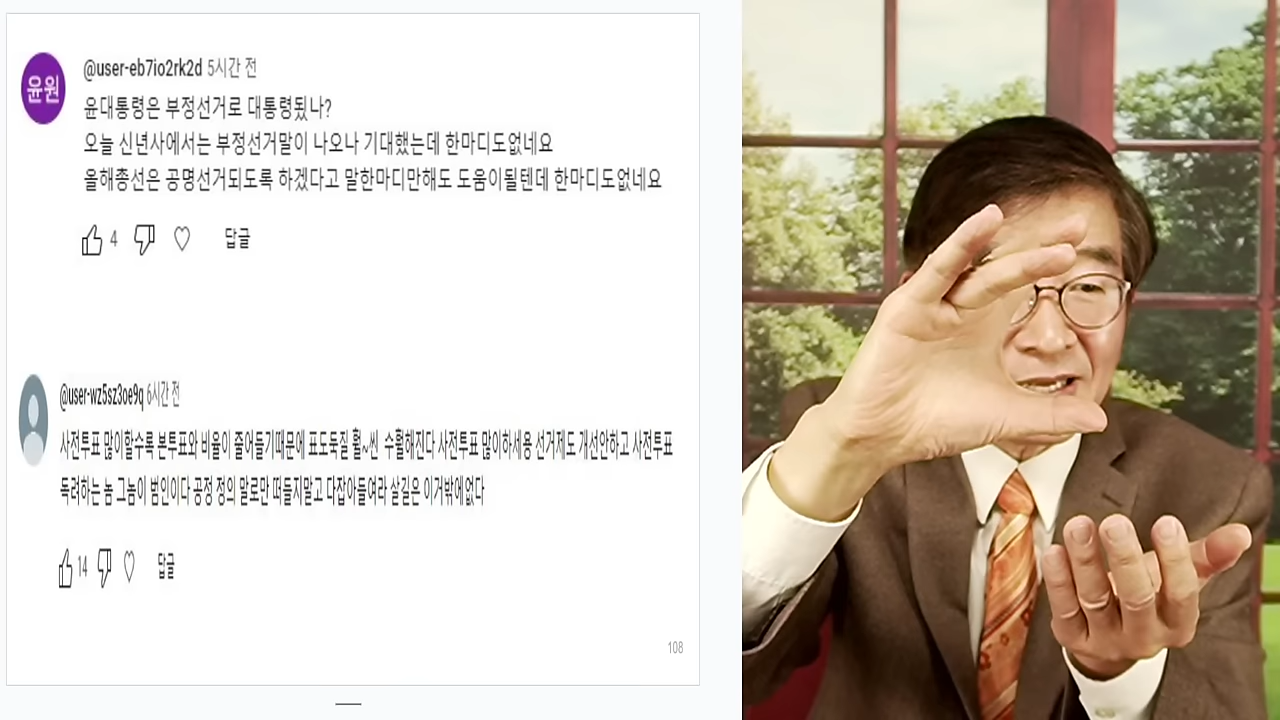 윤원
@user-eb7io2rk2d 5시간 전
윤대통령은 부정선거로 대통령됬나?
오늘 신년사에서는 부정선거말이 나오나 기대했는데 한마디도없네요
올해총선은 공명선거되도록 하겠다고 말한마디만해도 도움이될텐데 한마디도없네요
4
답글
@user-wz5sz3oe9q 6시간 전
사전투표 많이할수록 본투표와 비율이 줄어들기때문에 표도둑질 훨~씬 수훨해진다 사전투표 많이하세용 선거제도 개선안하고 사전투표
독려하는 놈 그놈이 범인이다 공정 정의 말로만 떠들지말고 다잡아들여라 살길은 이거밖에없다
14
답글
108